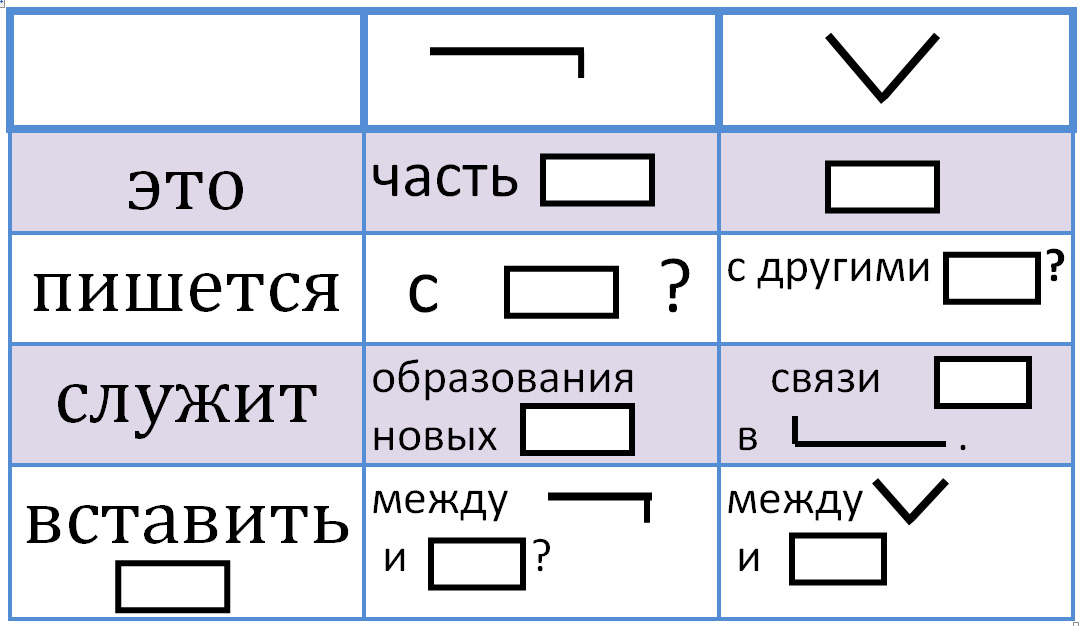 это
часть
пишется
с ?
с другими ?
служит
образования
новых
связи
в .
вставить
между
и ?
между
и